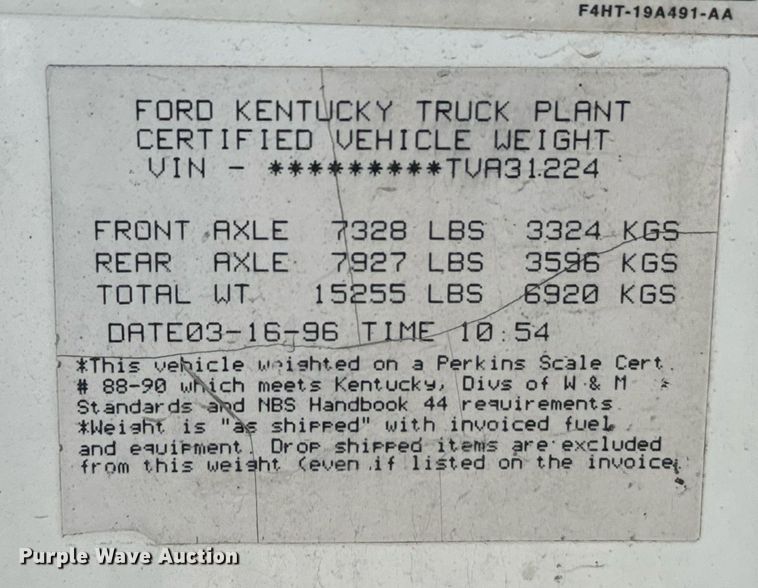 F4HT-19A491-AA
FORD KENTUCKY TRUCK PLANT
CERTIFIED VEHICLE WEIGHT
VIN - *********TVA31224
FRONT AXLE 7328 LBS 3324 KGS
REAR AXLE 7927 LBS 3596 KGS
TOTAL WT 15255 LBS 6920 KGS
DATE03-16-96 TIME 10:54
*This vehicle weighted on a Perkins Scale Cert.
# 88-90 which meets Kentucky, Divs of W & M
Standards and NBS Handbook 44 requirements
*Weight is "as shipped" with invoiced fuel
and equipment. Drop shipped items are excluded
from this weight (even if listed on the invoice
Purple Wave Auction